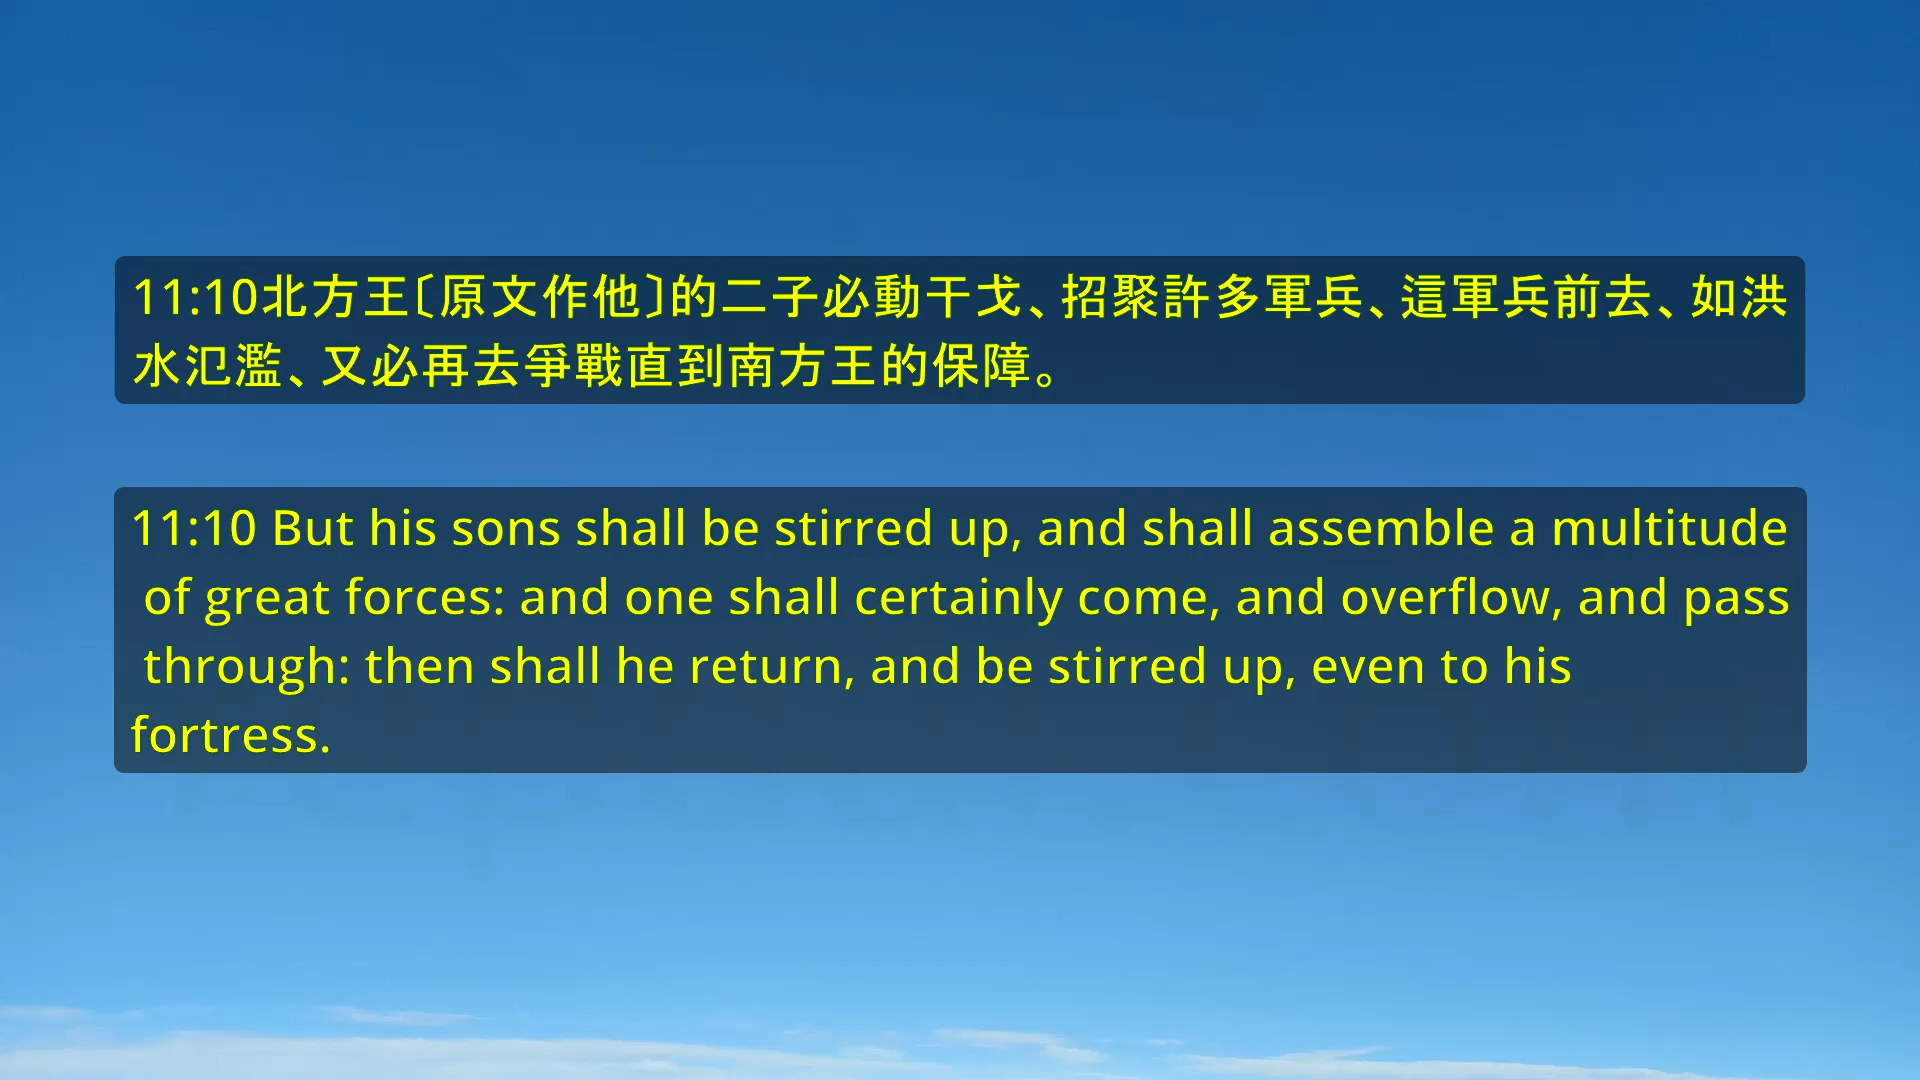 11:10北方王〔原文作他〕的二子必動干戈、招聚許多軍兵、這軍兵前去、如洪
水氾濫、又必再去爭戰直到南方王的保障。
11:10 But his sons shall be stirred up, and shall assemble a multitude
of great forces: and one shall certainly come, and overflow, and pass
through: then shall he return, and be stirred up, even to his
fortress.